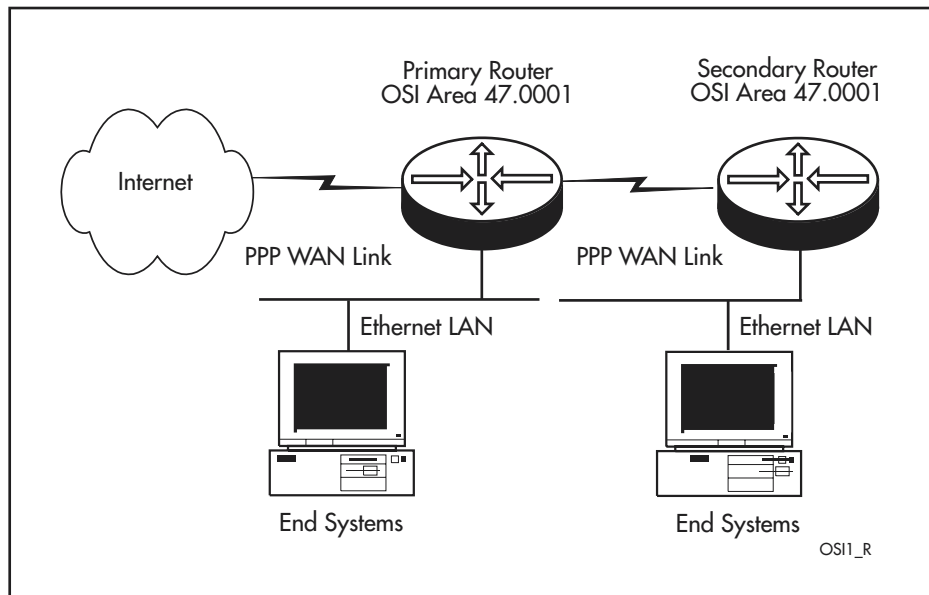 Primary Router
OSI Area 47.0001
Secondary Router
OSI Area 47.0001
Internet
PPP WAN Link
PPP WAN Link
Ethernet LAN
Ethernet LAN
End Systems
End Systems
OSI1_R